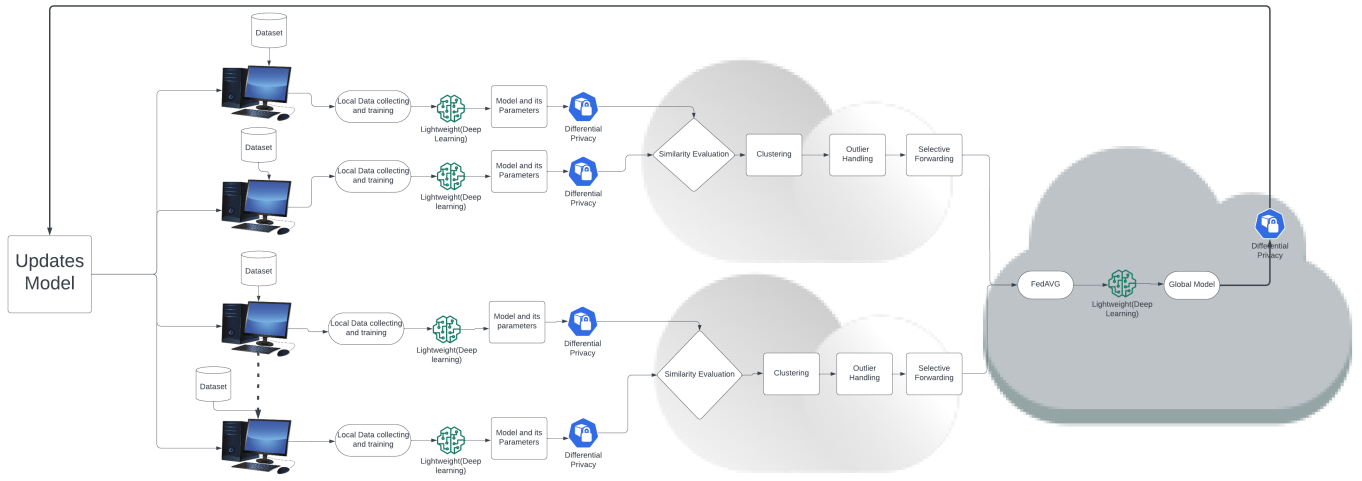 Dataset
Local Data collecting
and training
Lightweight(Deep
Learning)
Model and its
Parameters
Differential
Privacy
Dataset
Local Data collecting
and training
Lightweight(Deep
learning)
Model and its
Parameters
Differential
Privacy
Similarity Evaluation
Clustering
Outlier
Handling
Selective
Forwarding
Updates
Model
Dataset
Local Data collecting
and training
Lightweight(Deep
learning)
Model and its
parameters
Differential
Privacy
Dataset
Local Data collecting
and training
Lightweight(Deep
learning)
Model and its
Parameters
Differential
Privacy
Similarity Evaluation
Clustering
Outlier
Handling
Selective
Forwarding
FedAVG
Lightweight(Deep
Learning)
Global Model
Differential
Privacy